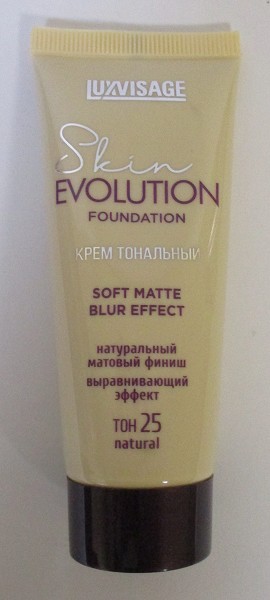 LUXVISAGE
Skin
EVOLUTION
FOUNDATION
КРЕМ ТОНАЛЬНЫЙ
SOFT MATTE
BLUR EFFECT
натуральный
матовый финиш
выравнивающий
эффект
ТОН 25
natural